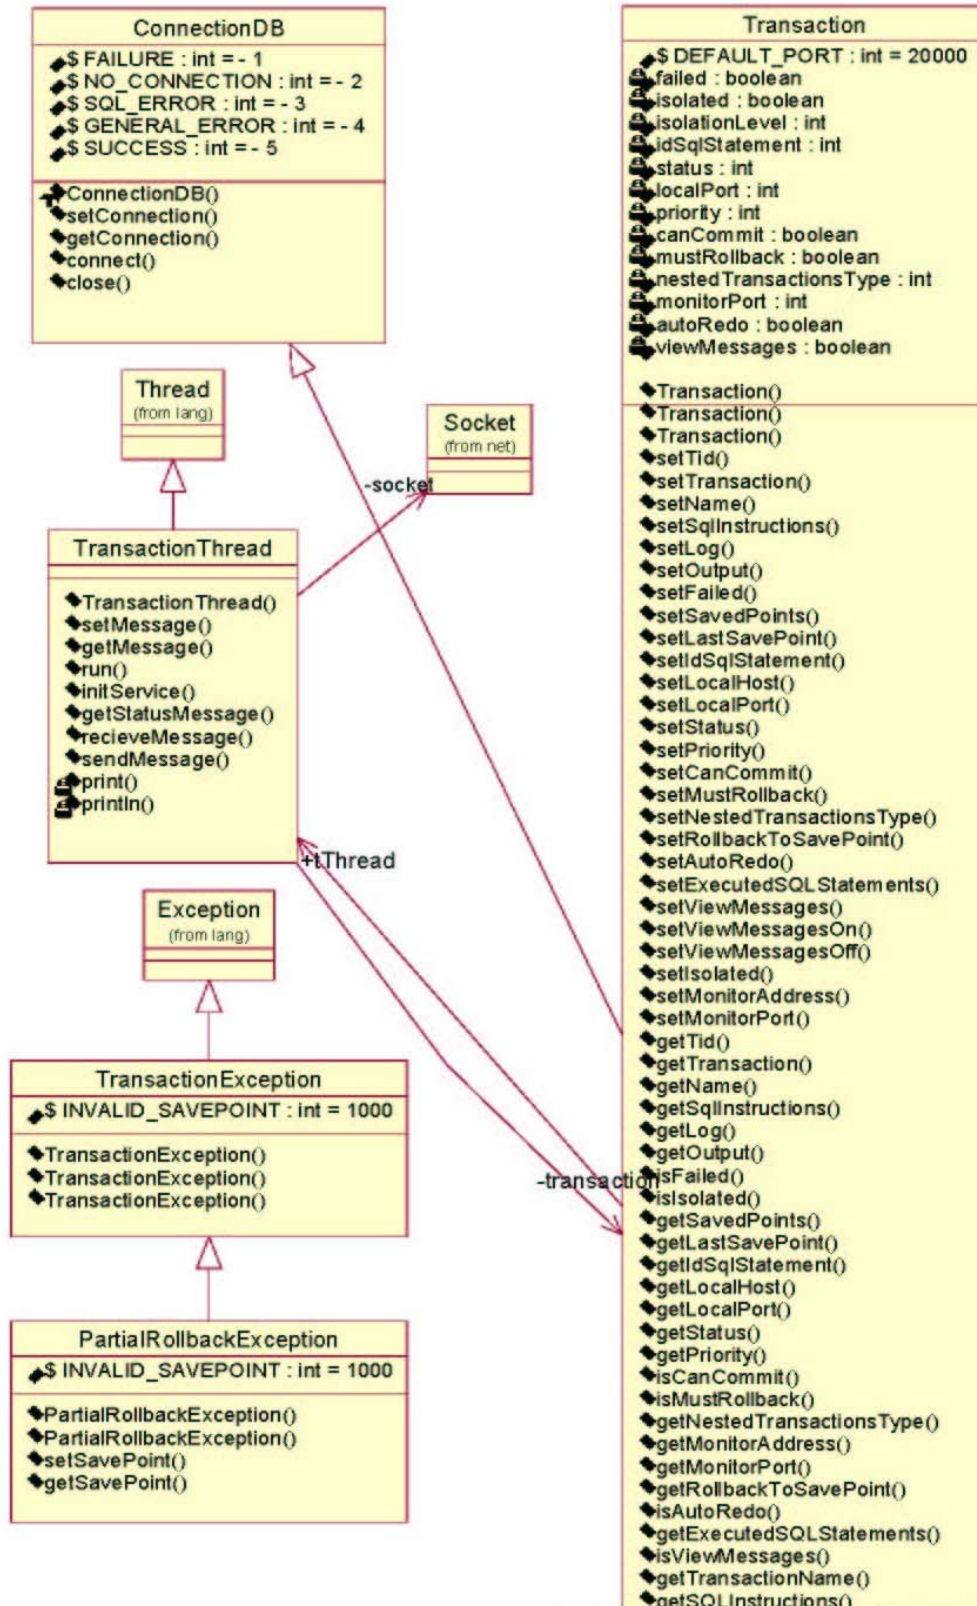 ConnectionDB
$ FAILURE : int = - 1
$ NO_CONNECTION : int = - 2
$ SQL_ERROR : int = - 3
$ GENERAL_ERROR : int = - 4
$ SUCCESS : int = - 5
ConnectionDB()
setConnection()
getConnection()
connect()
close()
Thread
(from lang)
Socket
(from net)
-socket
TransactionThread
TransactionThread()
setMessage()
getMessage()
run()
initService()
getStatusMessage()
recieveMessage()
sendMessage()
print()
println()
+tThread
Exception
(from lang)
TransactionException
$ INVALID_SAVEPOINT : int = 1000
TransactionException()
TransactionException()
TransactionException()
-transaction
PartialRollbackException
$ INVALID_SAVEPOINT : int = 1000
PartialRollbackException()
PartialRollbackException()
setSavePoint()
getSavePoint()
Transaction
$ DEFAULT_PORT : int = 20000
failed : boolean
isolated : boolean
isolationLevel : int
idSqlStatement : int
status : int
localPort : int
priority : int
canCommit : boolean
mustRollback : boolean
nestedTransactionsType : int
monitorPort : int
autoRedo : boolean
viewMessages : boolean
Transaction()
Transaction()
Transaction()
setTid()
setTransaction()
setName()
setSqlInstructions()
setLog()
setOutput()
setFailed()
setSavedPoints()
setLastSavePoint()
setIdSqlStatement()
setLocalHost()
setLocalPort()
setStatus()
setPriority()
setCanCommit()
setMustRollback()
setNestedTransactionsType()
setRollbackToSavePoint()
setAutoRedo()
setExecutedSQLStatements()
setViewMessages()
setViewMessagesOn()
setViewMessagesOff()
setIsolated()
setMonitorAddress()
setMonitorPort()
getTid()
getTransaction()
getName()
getSqlInstructions()
getLog()
getOutput()
isFailed()
isIsolated()
getSavedPoints()
getLastSavePoint()
getIdSqlStatement()
getLocalHost()
getLocalPort()
getStatus()
getPriority()
isCanCommit()
isMustRollback()
getNestedTransactionsType()
getMonitorAddress()
getMonitorPort()
getRollbackToSavePoint()
isAutoRedo()
getExecutedSQLStatements()
isViewMessages()
getTransactionName()
getSQLInstructions()